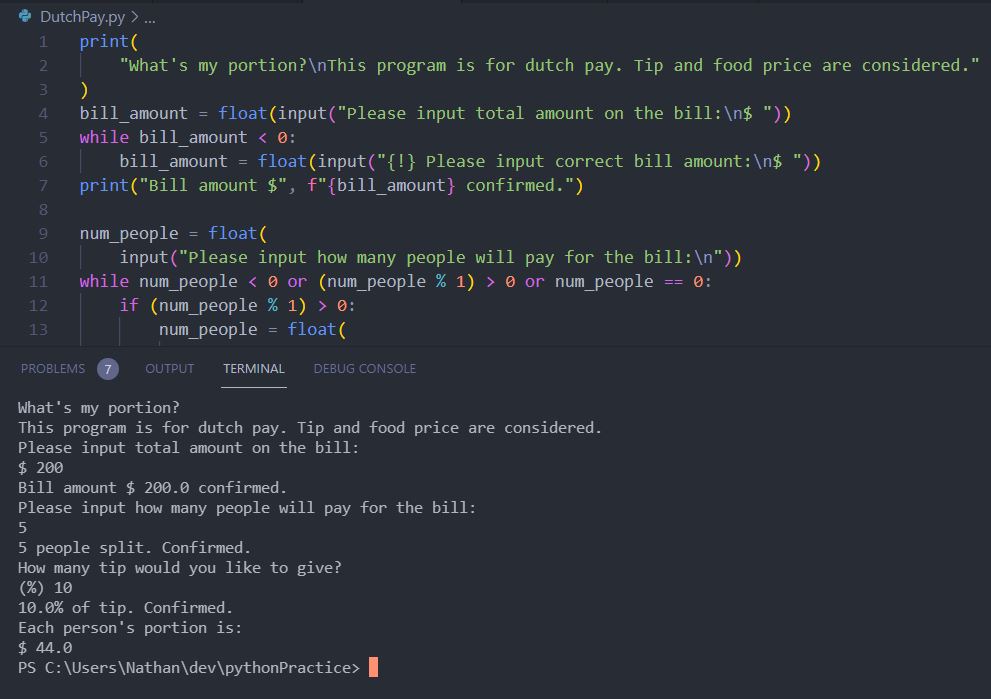 DutchPay.py > ...
1 print(
2 "What's my portion?\nThis program is for dutch pay. Tip and food price are considered."
3 )
4 bill_amount = float(input("Please input total amount on the bill:\n$ "))
5 while bill_amount < 0:
6 bill_amount = float(input("{!} Please input correct bill amount:\n$ "))
7 print("Bill amount $", f"{bill_amount} confirmed.")
8
9 num_people = float(
10 input("Please input how many people will pay for the bill:\n"))
11 while num_people < 0 or (num_people % 1) > 0 or num_people == 0:
12 if (num_people % 1) > 0:
13 num_people = float(
PROBLEMS 7 OUTPUT TERMINAL DEBUG CONSOLE
What's my portion?
This program is for dutch pay. Tip and food price are considered.
Please input total amount on the bill:
$ 200
Bill amount $ 200.0 confirmed.
Please input how many people will pay for the bill:
5
5 people split. Confirmed.
How many tip would you like to give?
(%) 10
10.0% of tip. Confirmed.
Each person's portion is:
$ 44.0
PS C:\Users\Nathan\dev\pythonPractice>